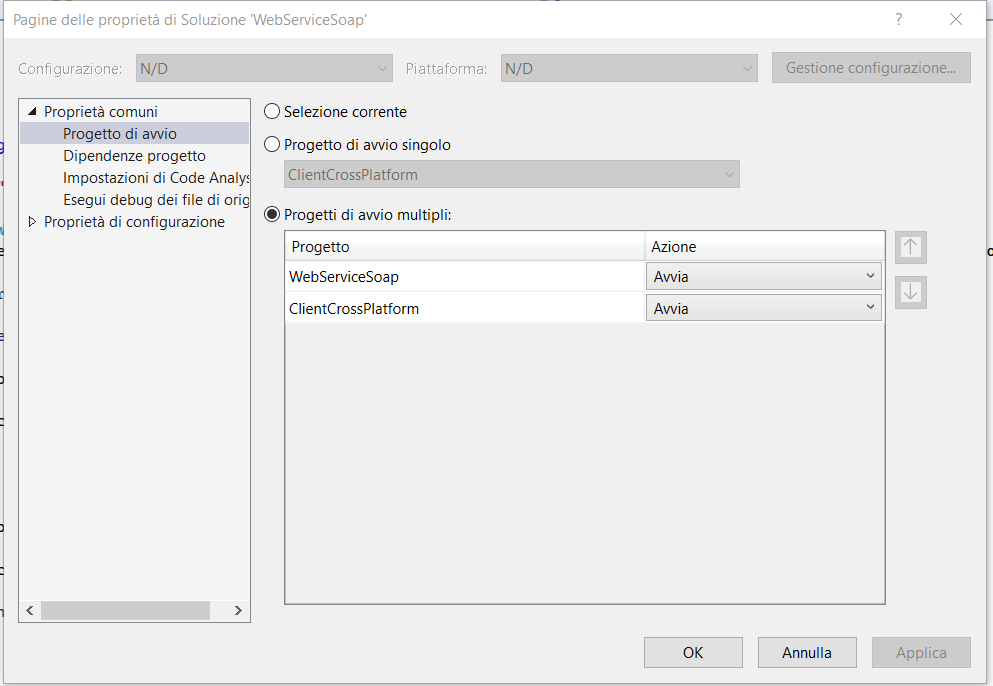 Pagine delle proprietà di Soluzione 'WebServiceSoap'
?
Configurazione: N/D Piattaforma: N/D Gestione configurazione...
Proprietà comuni
Progetto di avvio
Dipendenze progetto
Impostazioni di Code Analys
Esegui debug dei file di orig
Proprietà di configurazione
Selezione corrente
Progetto di avvio singolo
ClientCrossPlatform
Progetti di avvio multipli:
Progetto Azione
WebServiceSoap Avvia
ClientCrossPlatform Avvia
OK Annulla Applica